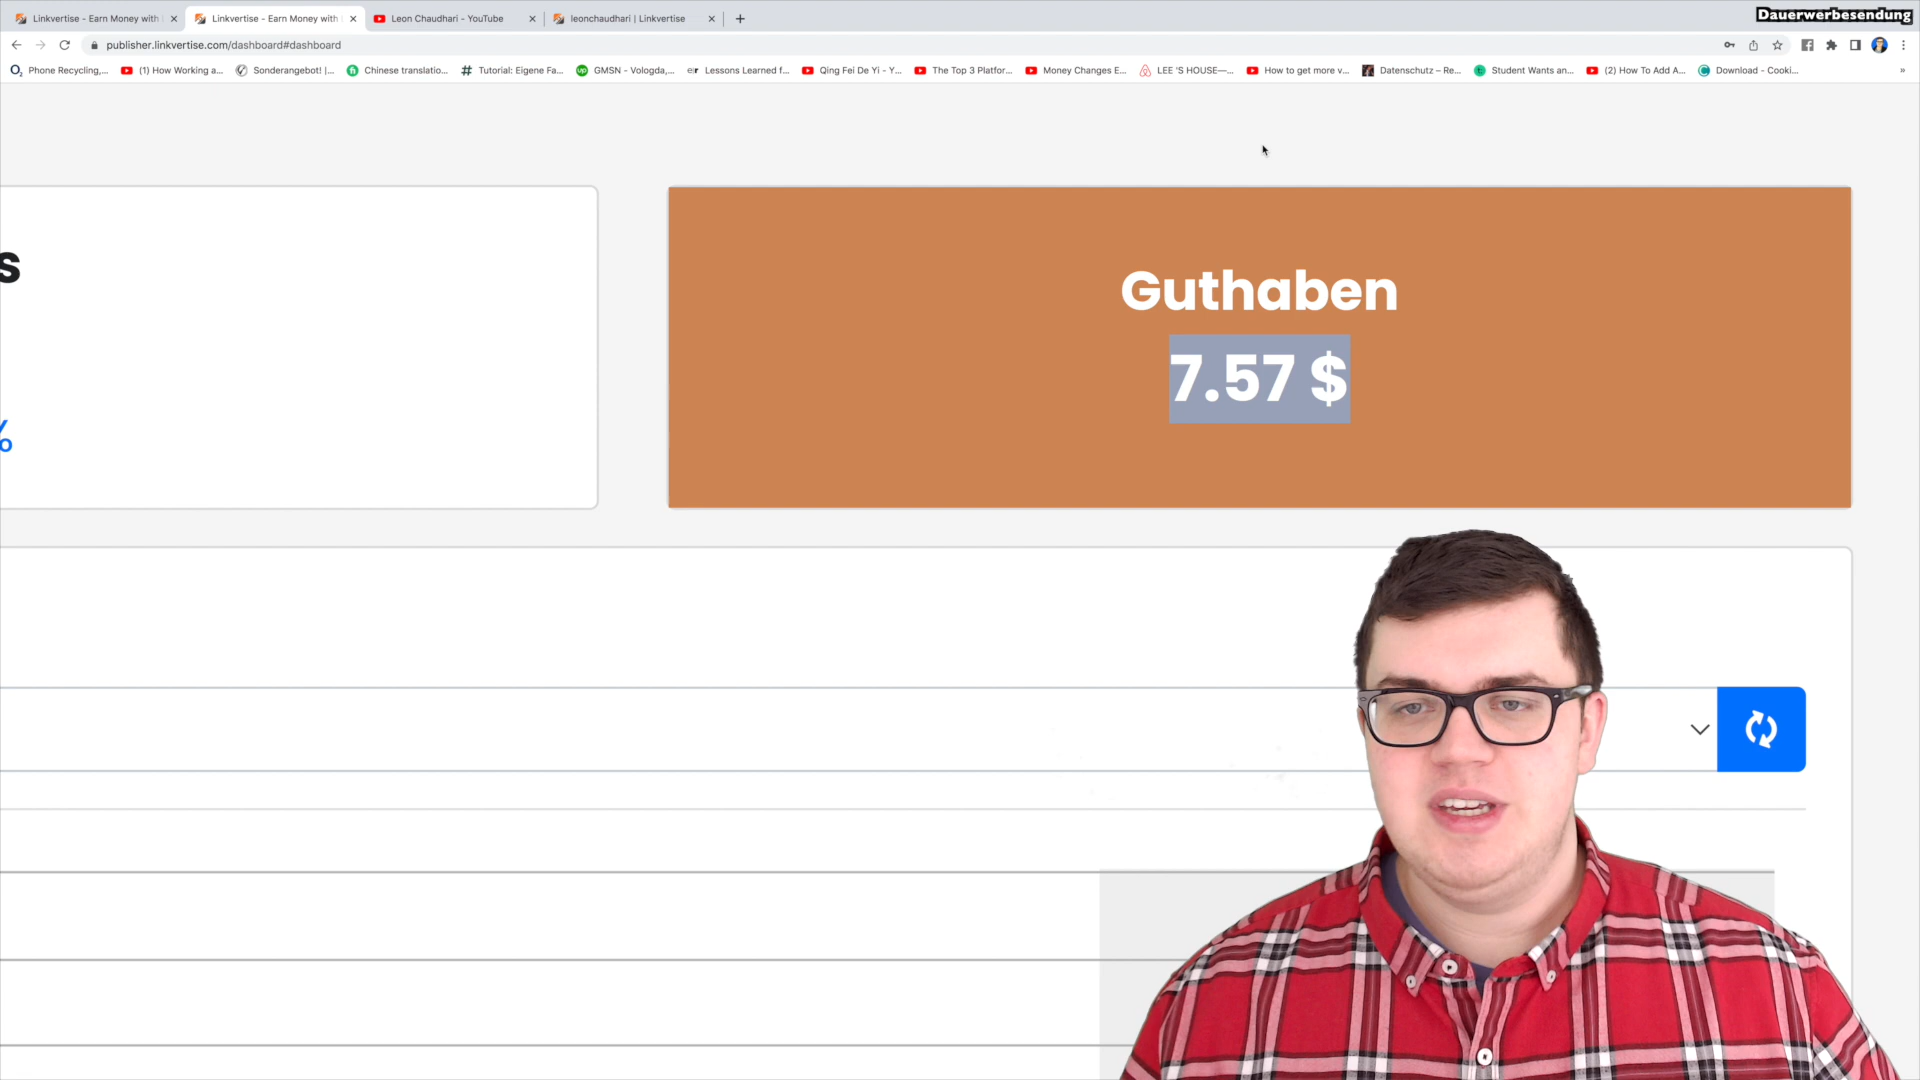 Dauerwerbesendung
Linkvertise - Earn Money with
Linkvertise - Earn Money with
Leon Chaudhari - YouTube
leonchaudhari | Linkvertise
publisher.linkvertise.com/dashboard#dashboard
Phone Recycling,...
(1) How Working a...
Sonderangebot! |...
Chinese translatio...
Tutorial: Eigene Fa...
GMSN - Vologda,...
Lessons Learned f...
Qing Fei De Yi - Y...
The Top 3 Platfor...
Money Changes E...
LEE 'S HOUSE—...
How to get more v...
Datenschutz – Re...
Student Wants an...
(2) How To Add A...
Download - Cooki...
s
Guthaben
7.57 $
%